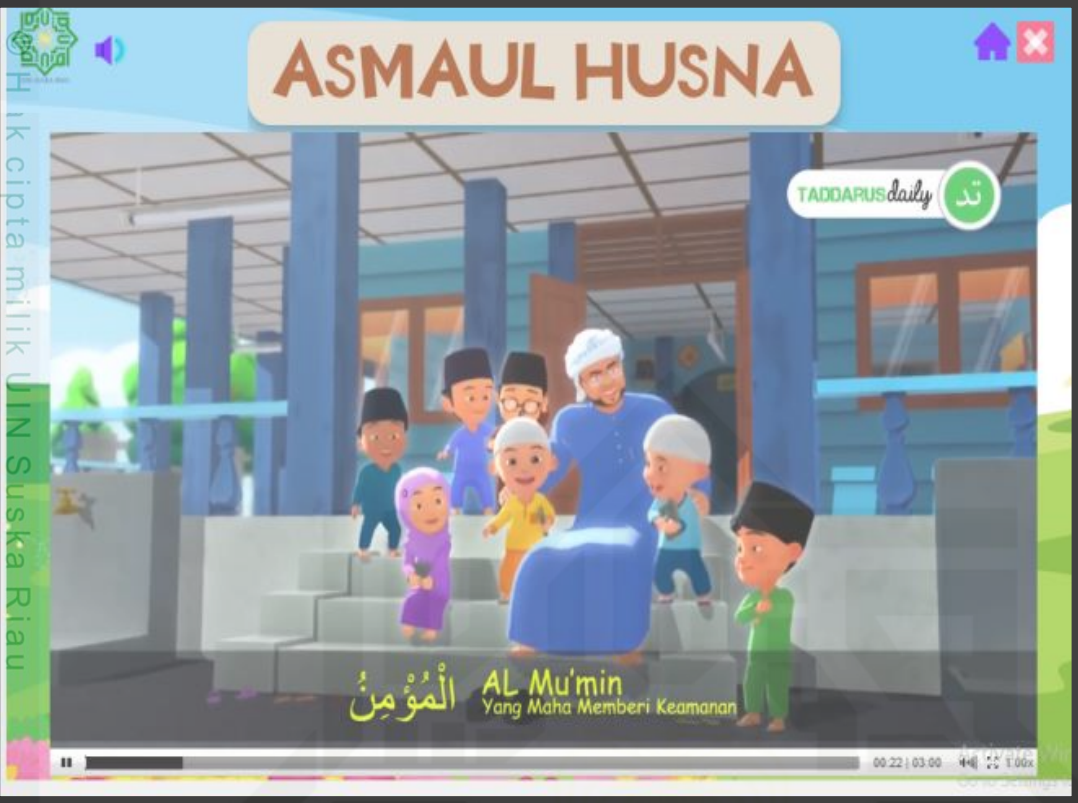 ASMAUL HUSNA
TADDARUSdaily
تد
الْمُؤْمِنُ
AL Mu'min
Yang Maha Memberi Keamanan
00:22 | 03:00
1.00x
Hak cipta milik UIN Suska Riau